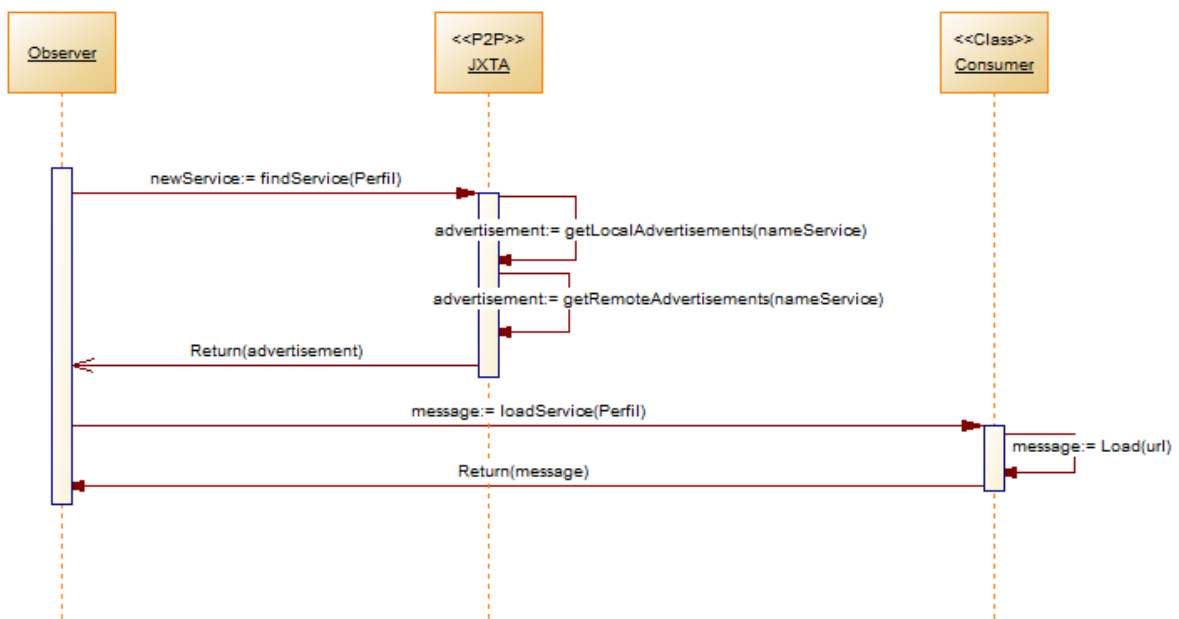 Observer
<<P2P>>
JXTA
<<Class>>
Consumer
newService:= findService(Perfil)
advertisement:= getLocalAdvertisements(nameService)
advertisement:= getRemoteAdvertisements(nameService)
Return(advertisement)
message:= loadService(Perfil)
message:= Load(url)
Return(message)